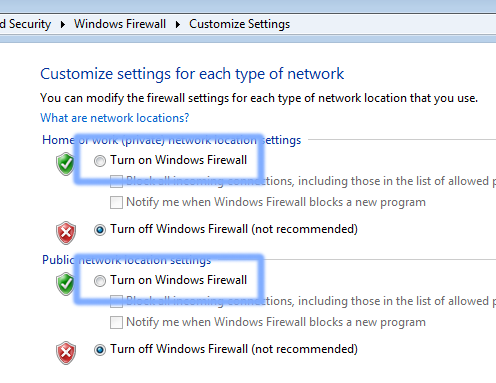 d Security ▸ Windows Firewall ▸ Customize Settings
Customize settings for each type of network
You can modify the firewall settings for each type of network location that you use.
What are network locations?
Home or work (private) network location settings
Turn on Windows Firewall
Block all incoming connections, including those in the list of allowed p
Notify me when Windows Firewall blocks a new program
Turn off Windows Firewall (not recommended)
Public network location settings
Turn on Windows Firewall
Block all incoming connections, including those in the list of allowed p
Notify me when Windows Firewall blocks a new program
Turn off Windows Firewall (not recommended)